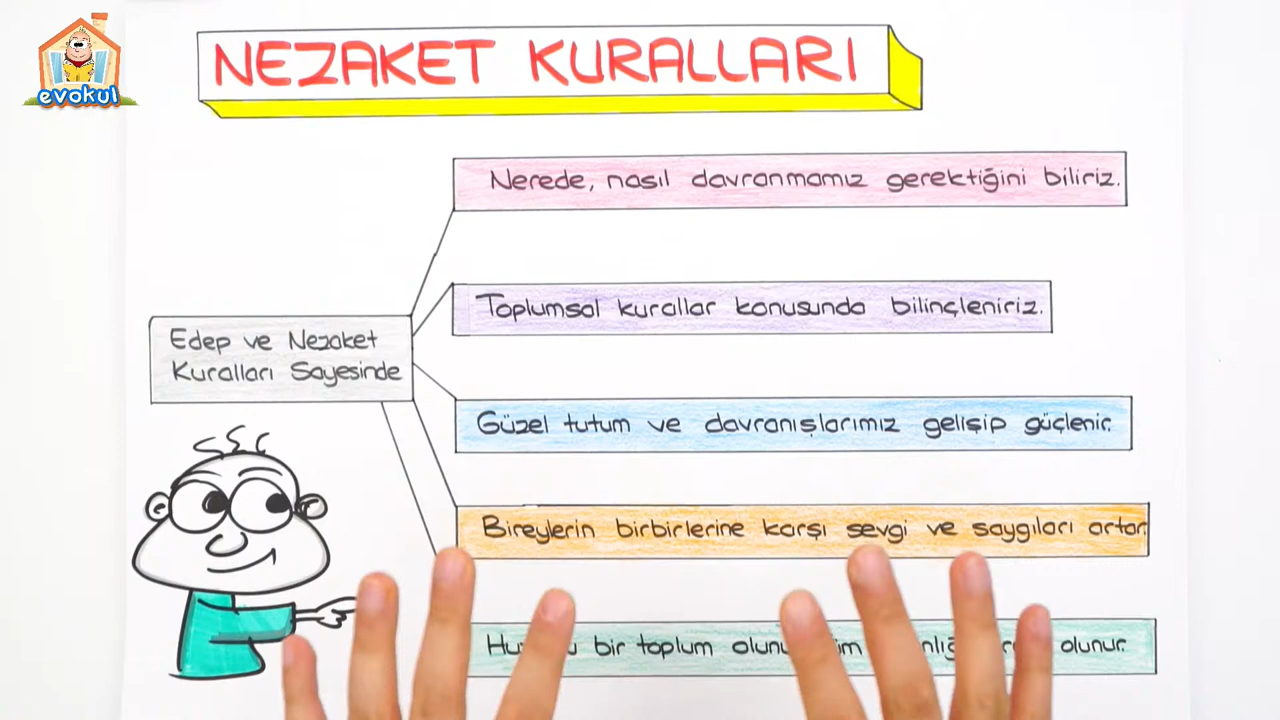 evokul
NEZAKET KURALLARI
Nerede, nasıl davranmamız gerektiğini biliriz.
Toplumsal kurallar konusunda bilinçleniriz.
Edep ve Nezaket
Kuralları Sayesinde
Güzel tutum ve davranışlarımız gelişip güçlenir.
Bireylerin birbirlerine karşı sevgi ve saygıları artar.
bir toplum olunur.